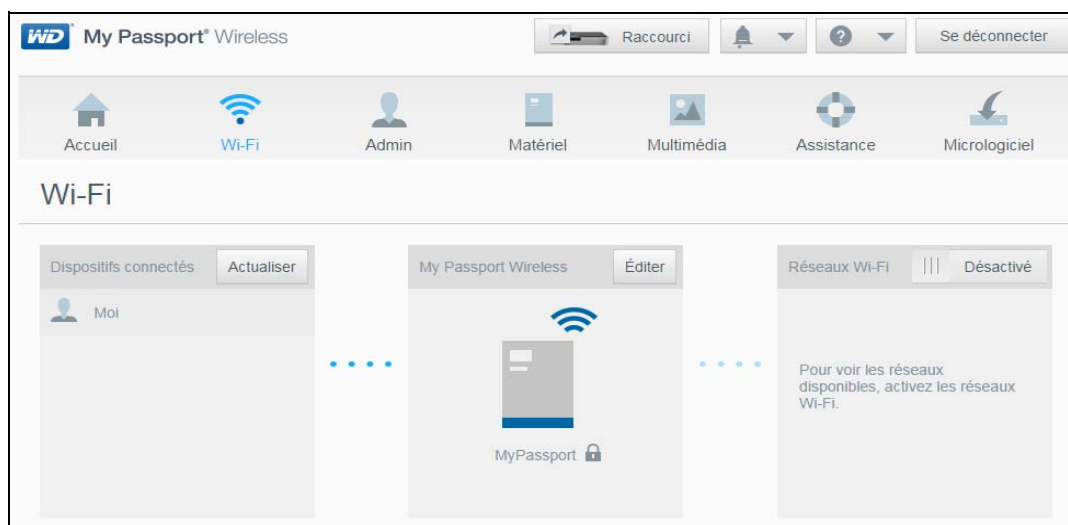 WD My Passport® Wireless
Raccourci
Se déconnecter
Accueil
Wi-Fi
Admin
Matériel
Multimédia
Assistance
Micrologiciel
Wi-Fi
Dispositifs connectés
Actualiser
Moi
My Passport Wireless
Éditer
MyPassport
Réseaux Wi-Fi
Désactivé
Pour voir les réseaux
disponibles, activez les réseaux
Wi-Fi.